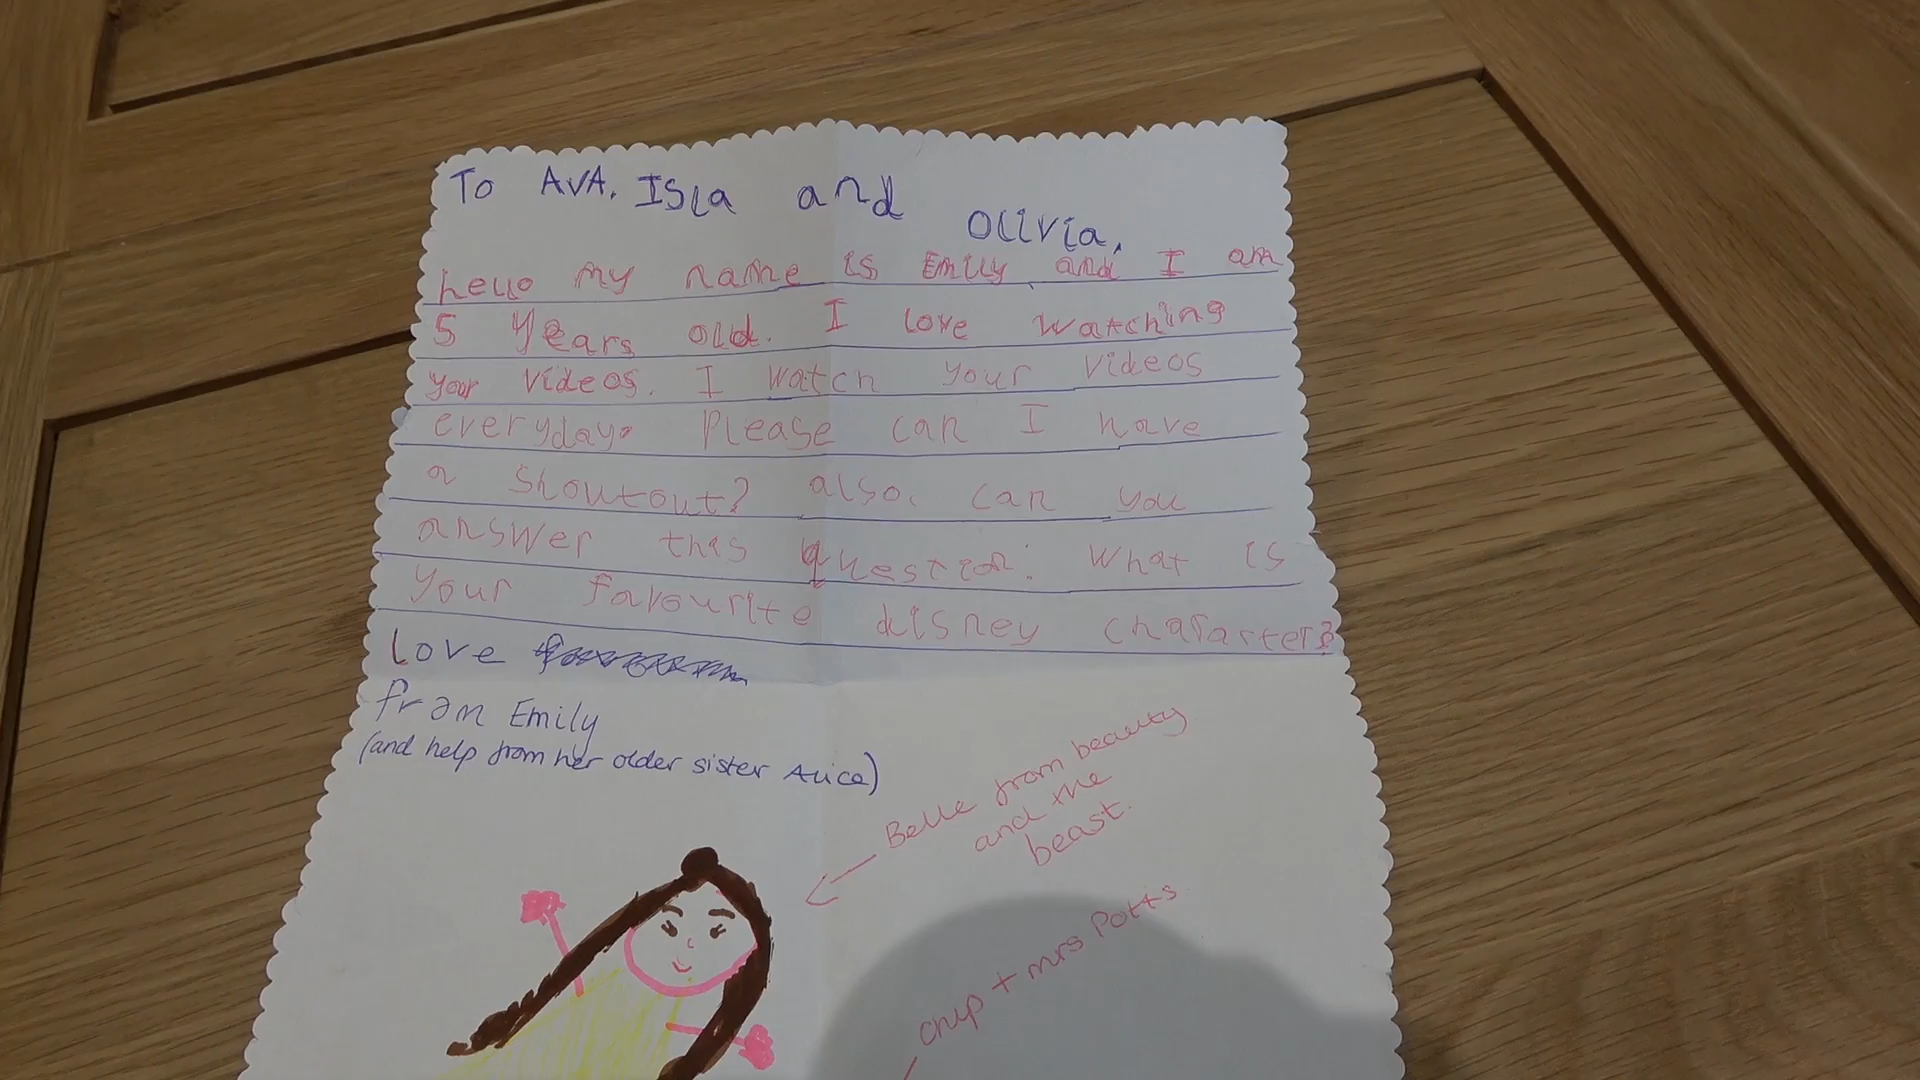 To AVA, ISla and Olivia,
hello my name is Emily and I am
5 Years old. I love watching
your videos. I watch your videos
everyday. Please can I have
a shoutout? also, can you
answer this question: what is
your favourite disney character?
love
from Emily
(and help from her older sister Alice)
Belle from beauty
and the
beast.
chip + mrs Potts